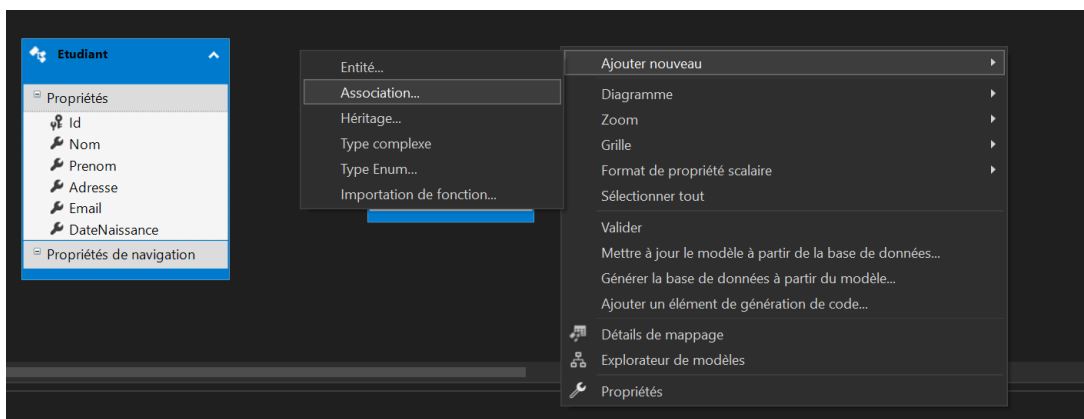 Etudiant
Propriétés
Id
Nom
Prenom
Adresse
Email
DateNaissance
Propriétés de navigation
Entité...
Association...
Héritage...
Type complexe
Type Enum...
Importation de fonction...
Ajouter nouveau
Diagramme
Zoom
Grille
Format de propriété scalaire
Sélectionner tout
Valider
Mettre à jour le modèle à partir de la base de données...
Générer la base de données à partir du modèle...
Ajouter un élément de génération de code...
Détails de mappage
Explorateur de modèles
Propriétés